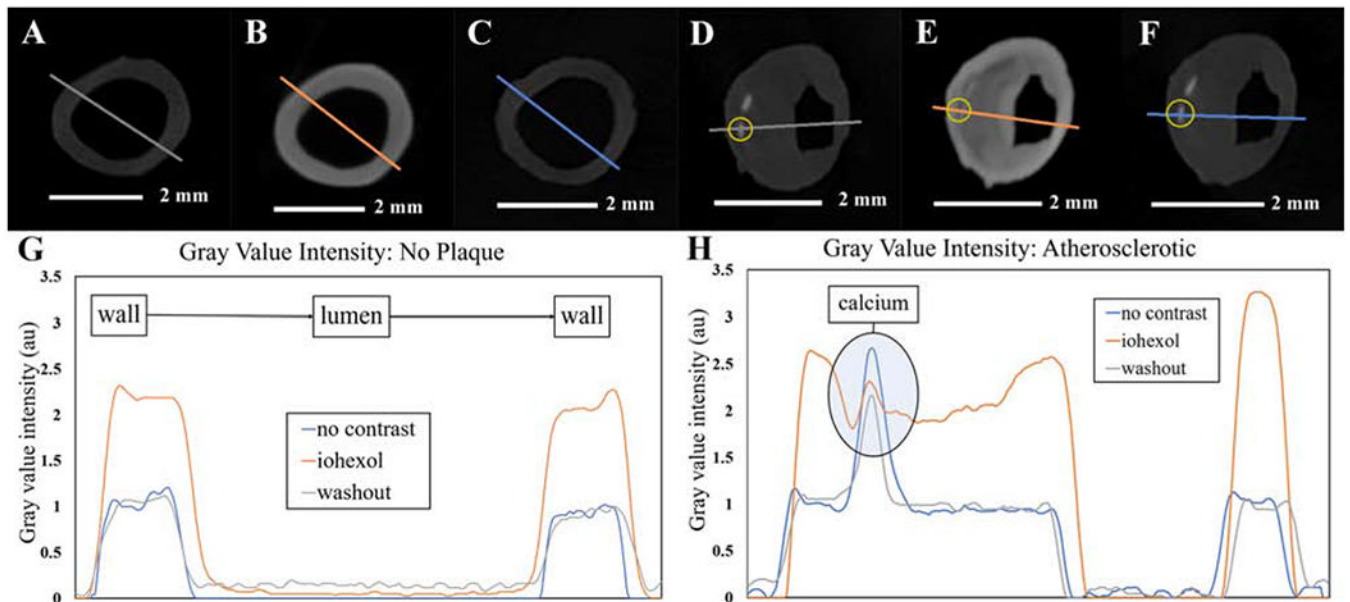 A B C D E F
2 mm 2 mm 2 mm 2 mm 2 mm 2 mm
G Gray Value Intensity: No Plaque
3.5
3
2.5
2
1.5
1
0.5
0
Gray value intensity (au)
wall lumen wall
no contrast
iohexol
washout
H Gray Value Intensity: Atherosclerotic
3.5
3
2.5
2
1.5
1
0.5
0
Gray value intensity (au)
calcium
no contrast
iohexol
washout